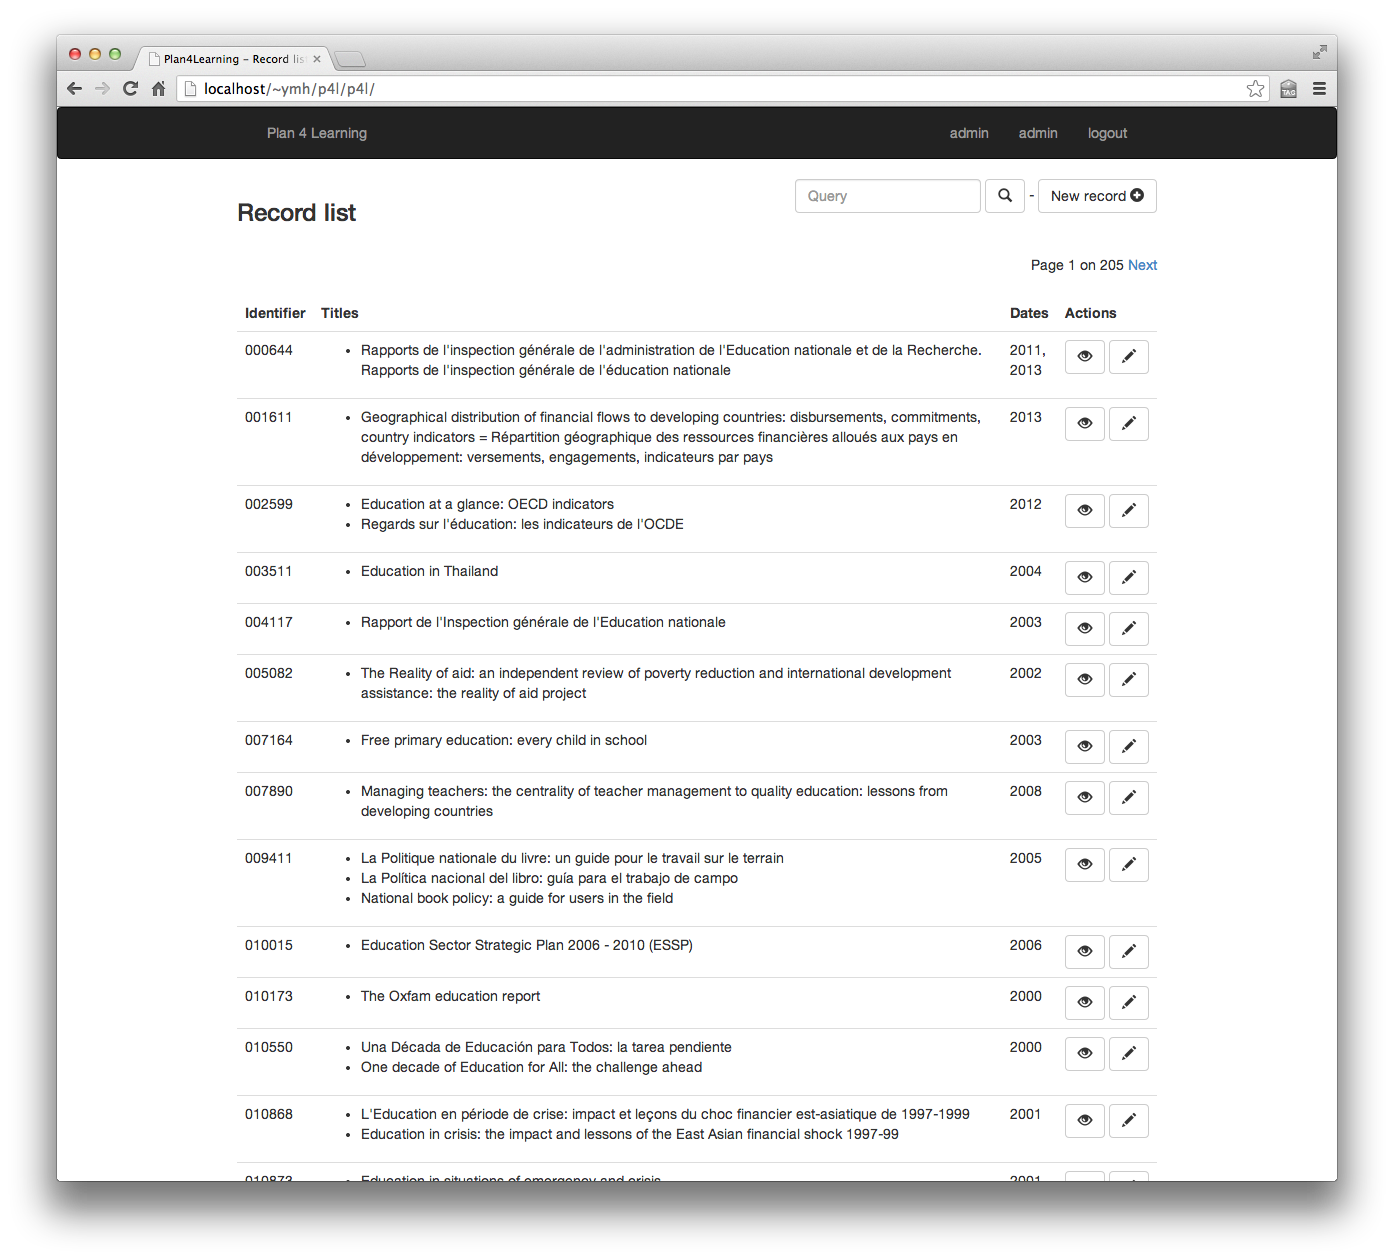 Plan4Learning – Record lis
localhost/~ymh/p4l/p4l/
TAG
Plan 4 Learning admin admin logout
Record list
Query - New record
Page 1 on 205 Next
Identifier Titles Dates Actions
000644 • Rapports de l'inspection générale de l'administration de l'Education nationale et de la Recherche. 2011,
Rapports de l'inspection générale de l'éducation nationale 2013
001611 • Geographical distribution of financial flows to developing countries: disbursements, commitments, 2013
country indicators = Répartition géographique des ressources financières alloués aux pays en
développement: versements, engagements, indicateurs par pays
002599 • Education at a glance: OECD indicators 2012
• Regards sur l'éducation: les indicateurs de l'OCDE
003511 • Education in Thailand 2004
004117 • Rapport de l'Inspection générale de l'Education nationale 2003
005082 • The Reality of aid: an independent review of poverty reduction and international development 2002
assistance: the reality of aid project
007164 • Free primary education: every child in school 2003
007890 • Managing teachers: the centrality of teacher management to quality education: lessons from 2008
developing countries
009411 • La Politique nationale du livre: un guide pour le travail sur le terrain 2005
• La Política nacional del libro: guía para el trabajo de campo
• National book policy: a guide for users in the field
010015 • Education Sector Strategic Plan 2006 - 2010 (ESSP) 2006
010173 • The Oxfam education report 2000
010550 • Una Década de Educación para Todos: la tarea pendiente 2000
• One decade of Education for All: the challenge ahead
010868 • L'Education en période de crise: impact et leçons du choc financier est-asiatique de 1997-1999 2001
• Education in crisis: the impact and lessons of the East Asian financial shock 1997-99
010873 • Education in situations of emergency and crisis 2001